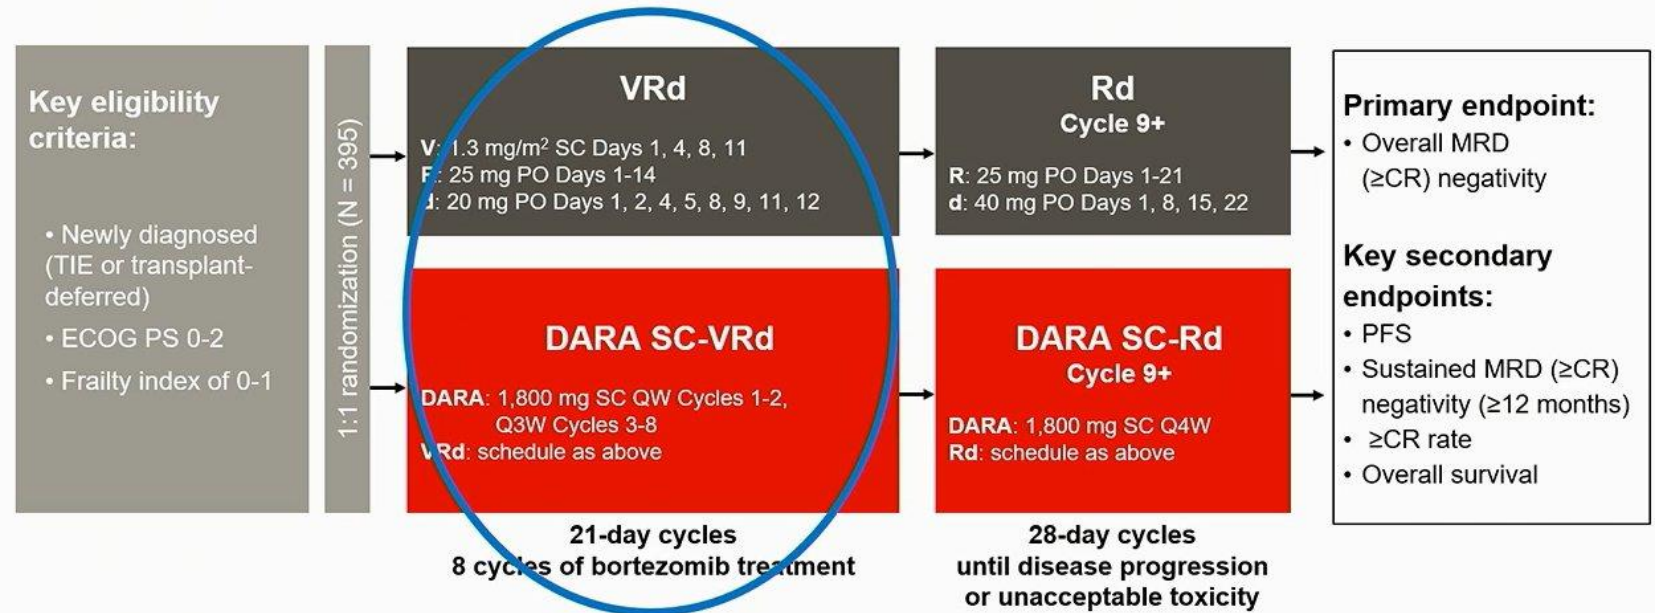 Key eligibility
criteria:
• Newly diagnosed
(TIE or transplant-
deferred)
• ECOG PS 0-2
• Frailty index of 0-1
1:1 randomization (N = 395)
VRd
V: 1.3 mg/m² SC Days 1, 4, 8, 11
R: 25 mg PO Days 1-14
d: 20 mg PO Days 1, 2, 4, 5, 8, 9, 11, 12
Rd
Cycle 9+
R: 25 mg PO Days 1-21
d: 40 mg PO Days 1, 8, 15, 22
DARA SC-VRd
DARA: 1,800 mg SC QW Cycles 1-2,
Q3W Cycles 3-8
VRd: schedule as above
DARA SC-Rd
Cycle 9+
DARA: 1,800 mg SC Q4W
Rd: schedule as above
21-day cycles
8 cycles of bortezomib treatment
28-day cycles
until disease progression
or unacceptable toxicity
Primary endpoint:
• Overall MRD
(≥CR) negativity
Key secondary
endpoints:
• PFS
• Sustained MRD (≥CR)
negativity (≥12 months)
• ≥CR rate
• Overall survival